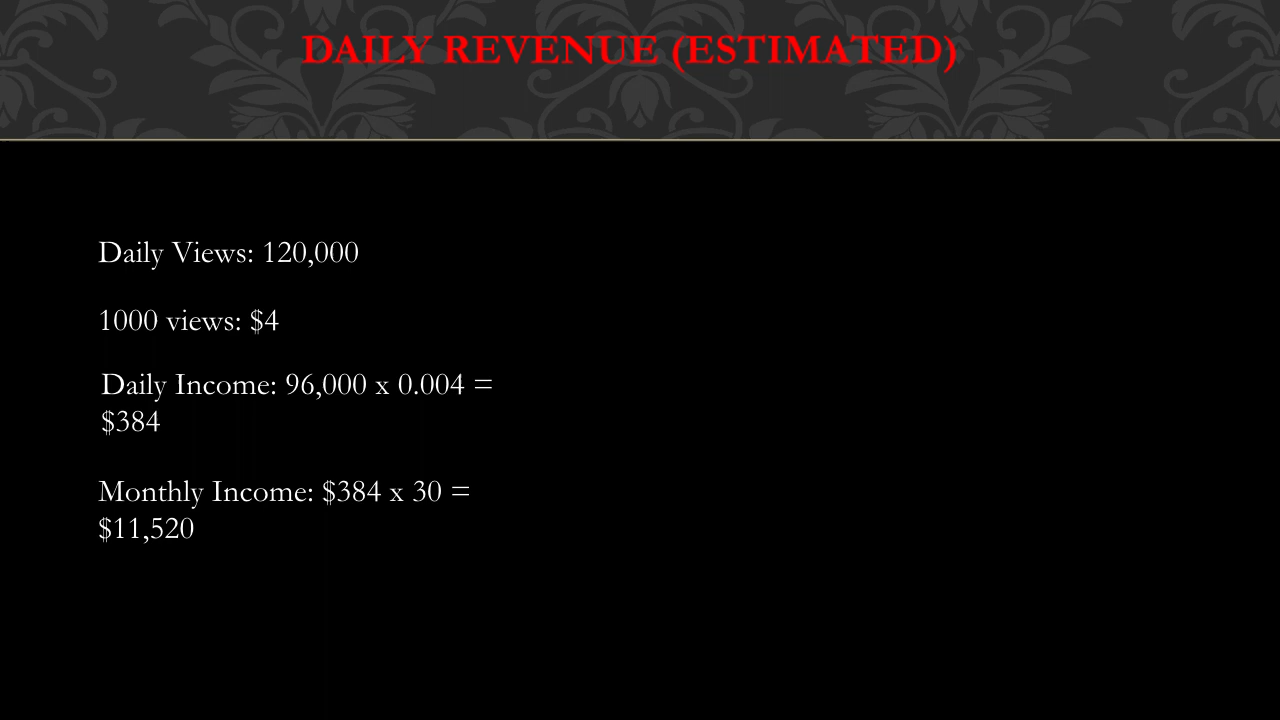 DAILY REVENUE (ESTIMATED)
Daily Views: 120,000
1000 views: $4
Daily Income: 96,000 x 0.004 =
$384
Monthly Income: $384 x 30 =
$11,520